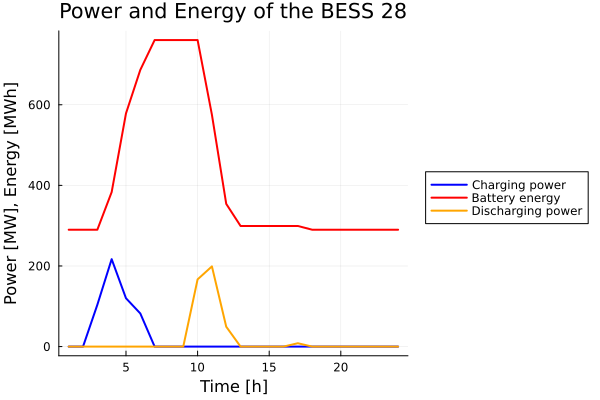 Power and Energy of the BESS 28
Power [MW], Energy [MWh]
600
400
200
0
5
10
15
20
Time [h]
Charging power
Battery energy
Discharging power